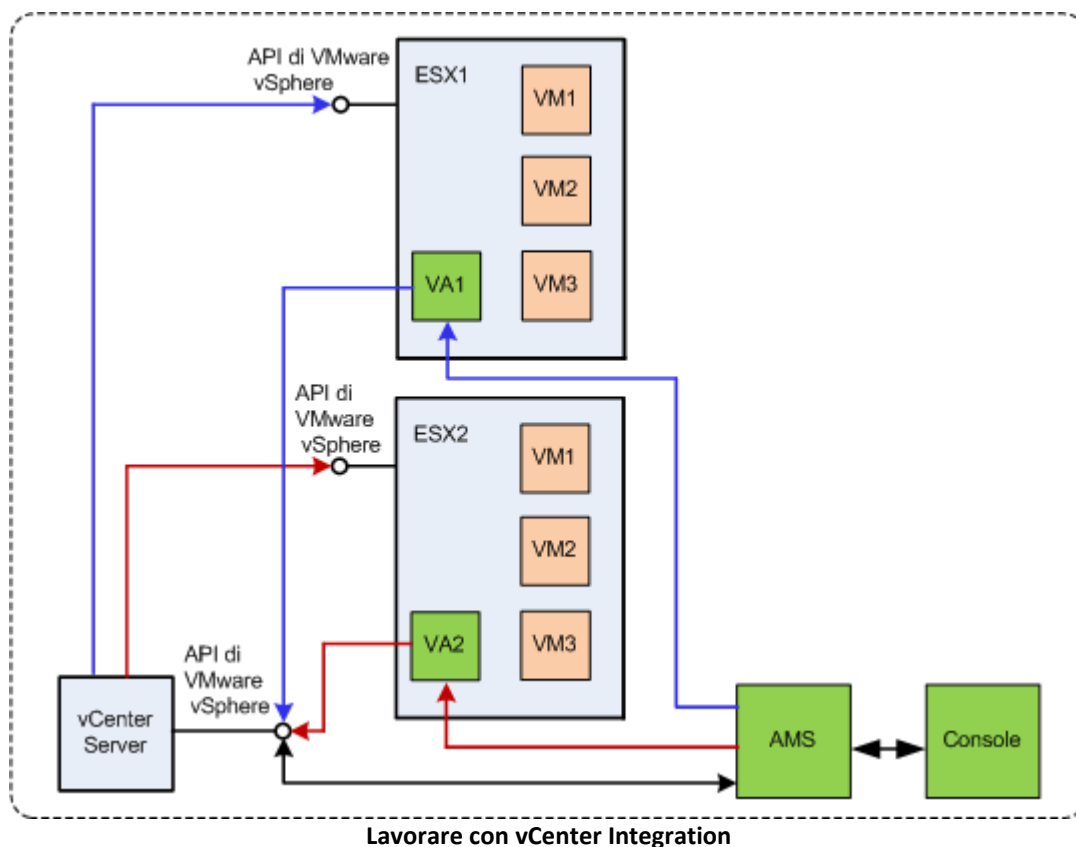 API di VMware
vSphere
ESX1
VM1
VM2
VA1
VM3
API di
VMware
vSphere
ESX2
VM1
VM2
VA2
VM3
API di
VMware
vSphere
vCenter
Server
AMS
Console
Lavorare con vCenter Integration